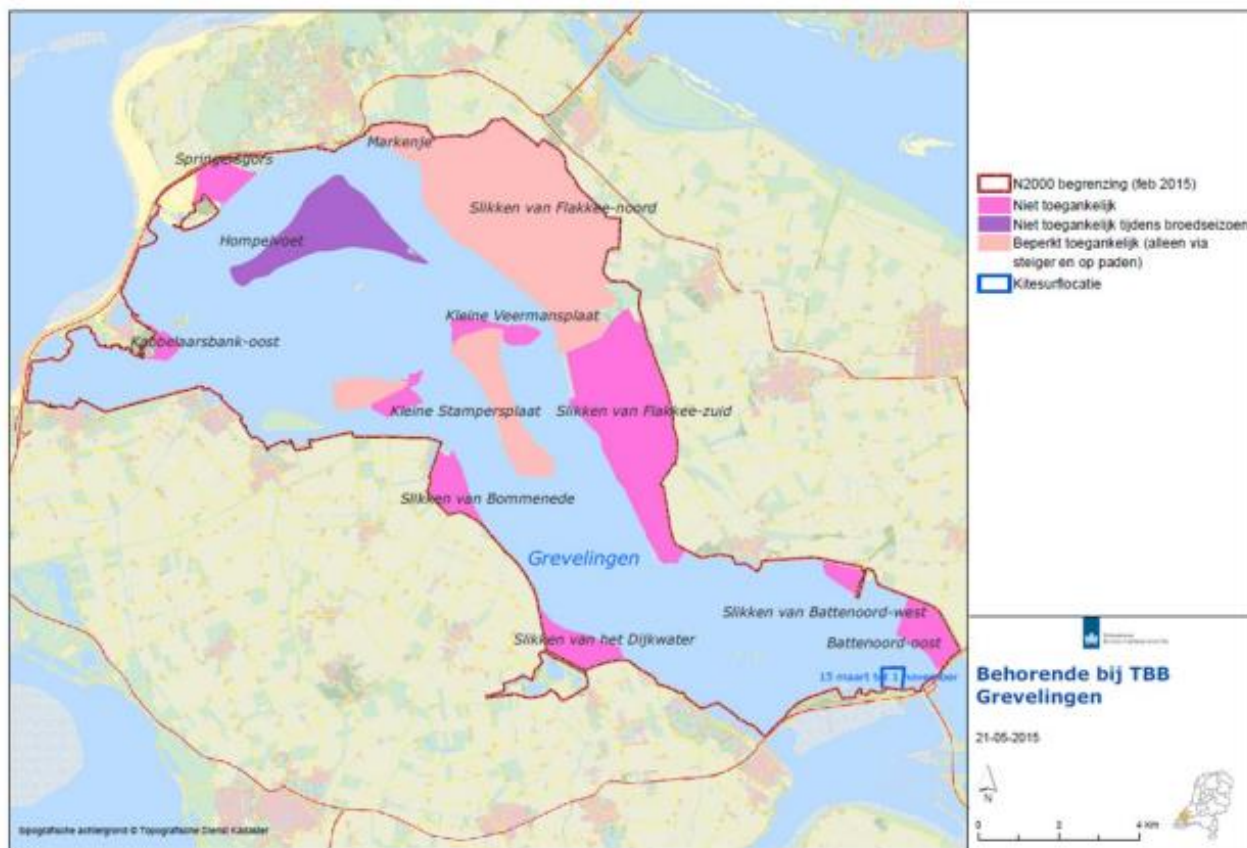 Springersgors
Markenje
Slikken van Flakkee-noord
Hompelvoet
Kleine Veermansplaat
Kabbelaarsbank-oost
Kleine Stampersplaat
Slikken van Flakkee-zuid
Slikken van Bommenede
Grevelingen
Slikken van Battenoord-west
Slikken van het Dijkwater
Battenoord-oost
15 maart tot 1 november
Topografische achtergrond © Topografische Dienst Kadaster
N2000 begrenzing (feb 2015)
Niet toegankelijk
Niet toegankelijk tijdens broedseizoen
Beperkt toegankelijk (alleen via
steiger en op paden)
Kitesurflocatie
Behorende bij TBB
Grevelingen
21-05-2015
N
0 1 2 4 Km